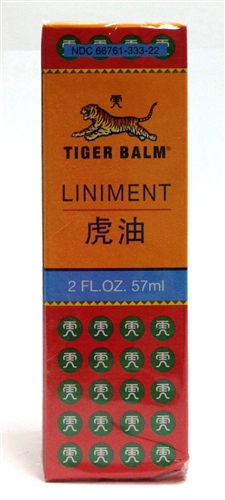 NDC 66761-333-22
TIGER BALM®
LINIMENT
虎油
2 FL.OZ. 57ml